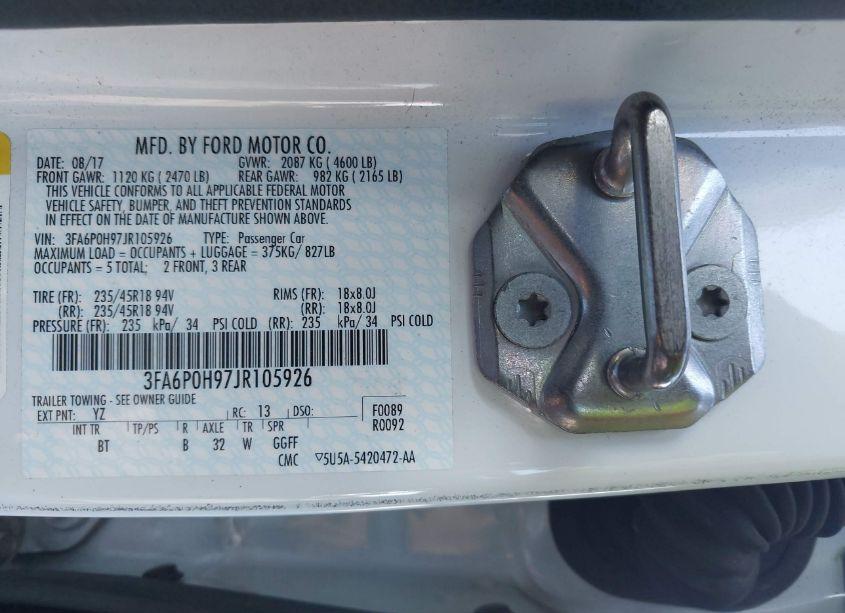 MFD. BY FORD MOTOR CO.
DATE: 08/17 GVWR: 2087 KG ( 4600 LB)
FRONT GAWR: 1120 KG ( 2470 LB) REAR GAWR: 982 KG ( 2165 LB)
THIS VEHICLE CONFORMS TO ALL APPLICABLE FEDERAL MOTOR
VEHICLE SAFETY, BUMPER, AND THEFT PREVENTION STANDARDS
IN EFFECT ON THE DATE OF MANUFACTURE SHOWN ABOVE.
VIN: 3FA6P0H97JR105926 TYPE: Passenger Car
MAXIMUM LOAD = OCCUPANTS + LUGGAGE = 375KG/ 827LB
OCCUPANTS = 5 TOTAL; 2 FRONT, 3 REAR
TIRE (FR): 235/45R18 94V RIMS (FR): 18x8.0J
(RR): 235/45R18 94V (RR): 18x8.0J
PRESSURE (FR): 235 kPa/ 34 PSI COLD (RR): 235 kPa/ 34 PSI COLD
3FA6P0H97JR105926
TRAILER TOWING - SEE OWNER GUIDE
EXT PNT: YZ RC: 13 DSO: F0089
R0092
INT TR TP/PS R AXLE TR SPR
BT B 32 W GGFF
CMC ▽5U5A-5420472-AA